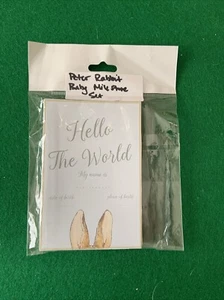 Peter Rabbit
Baby Milestone
Set
Hello
The World
My name is